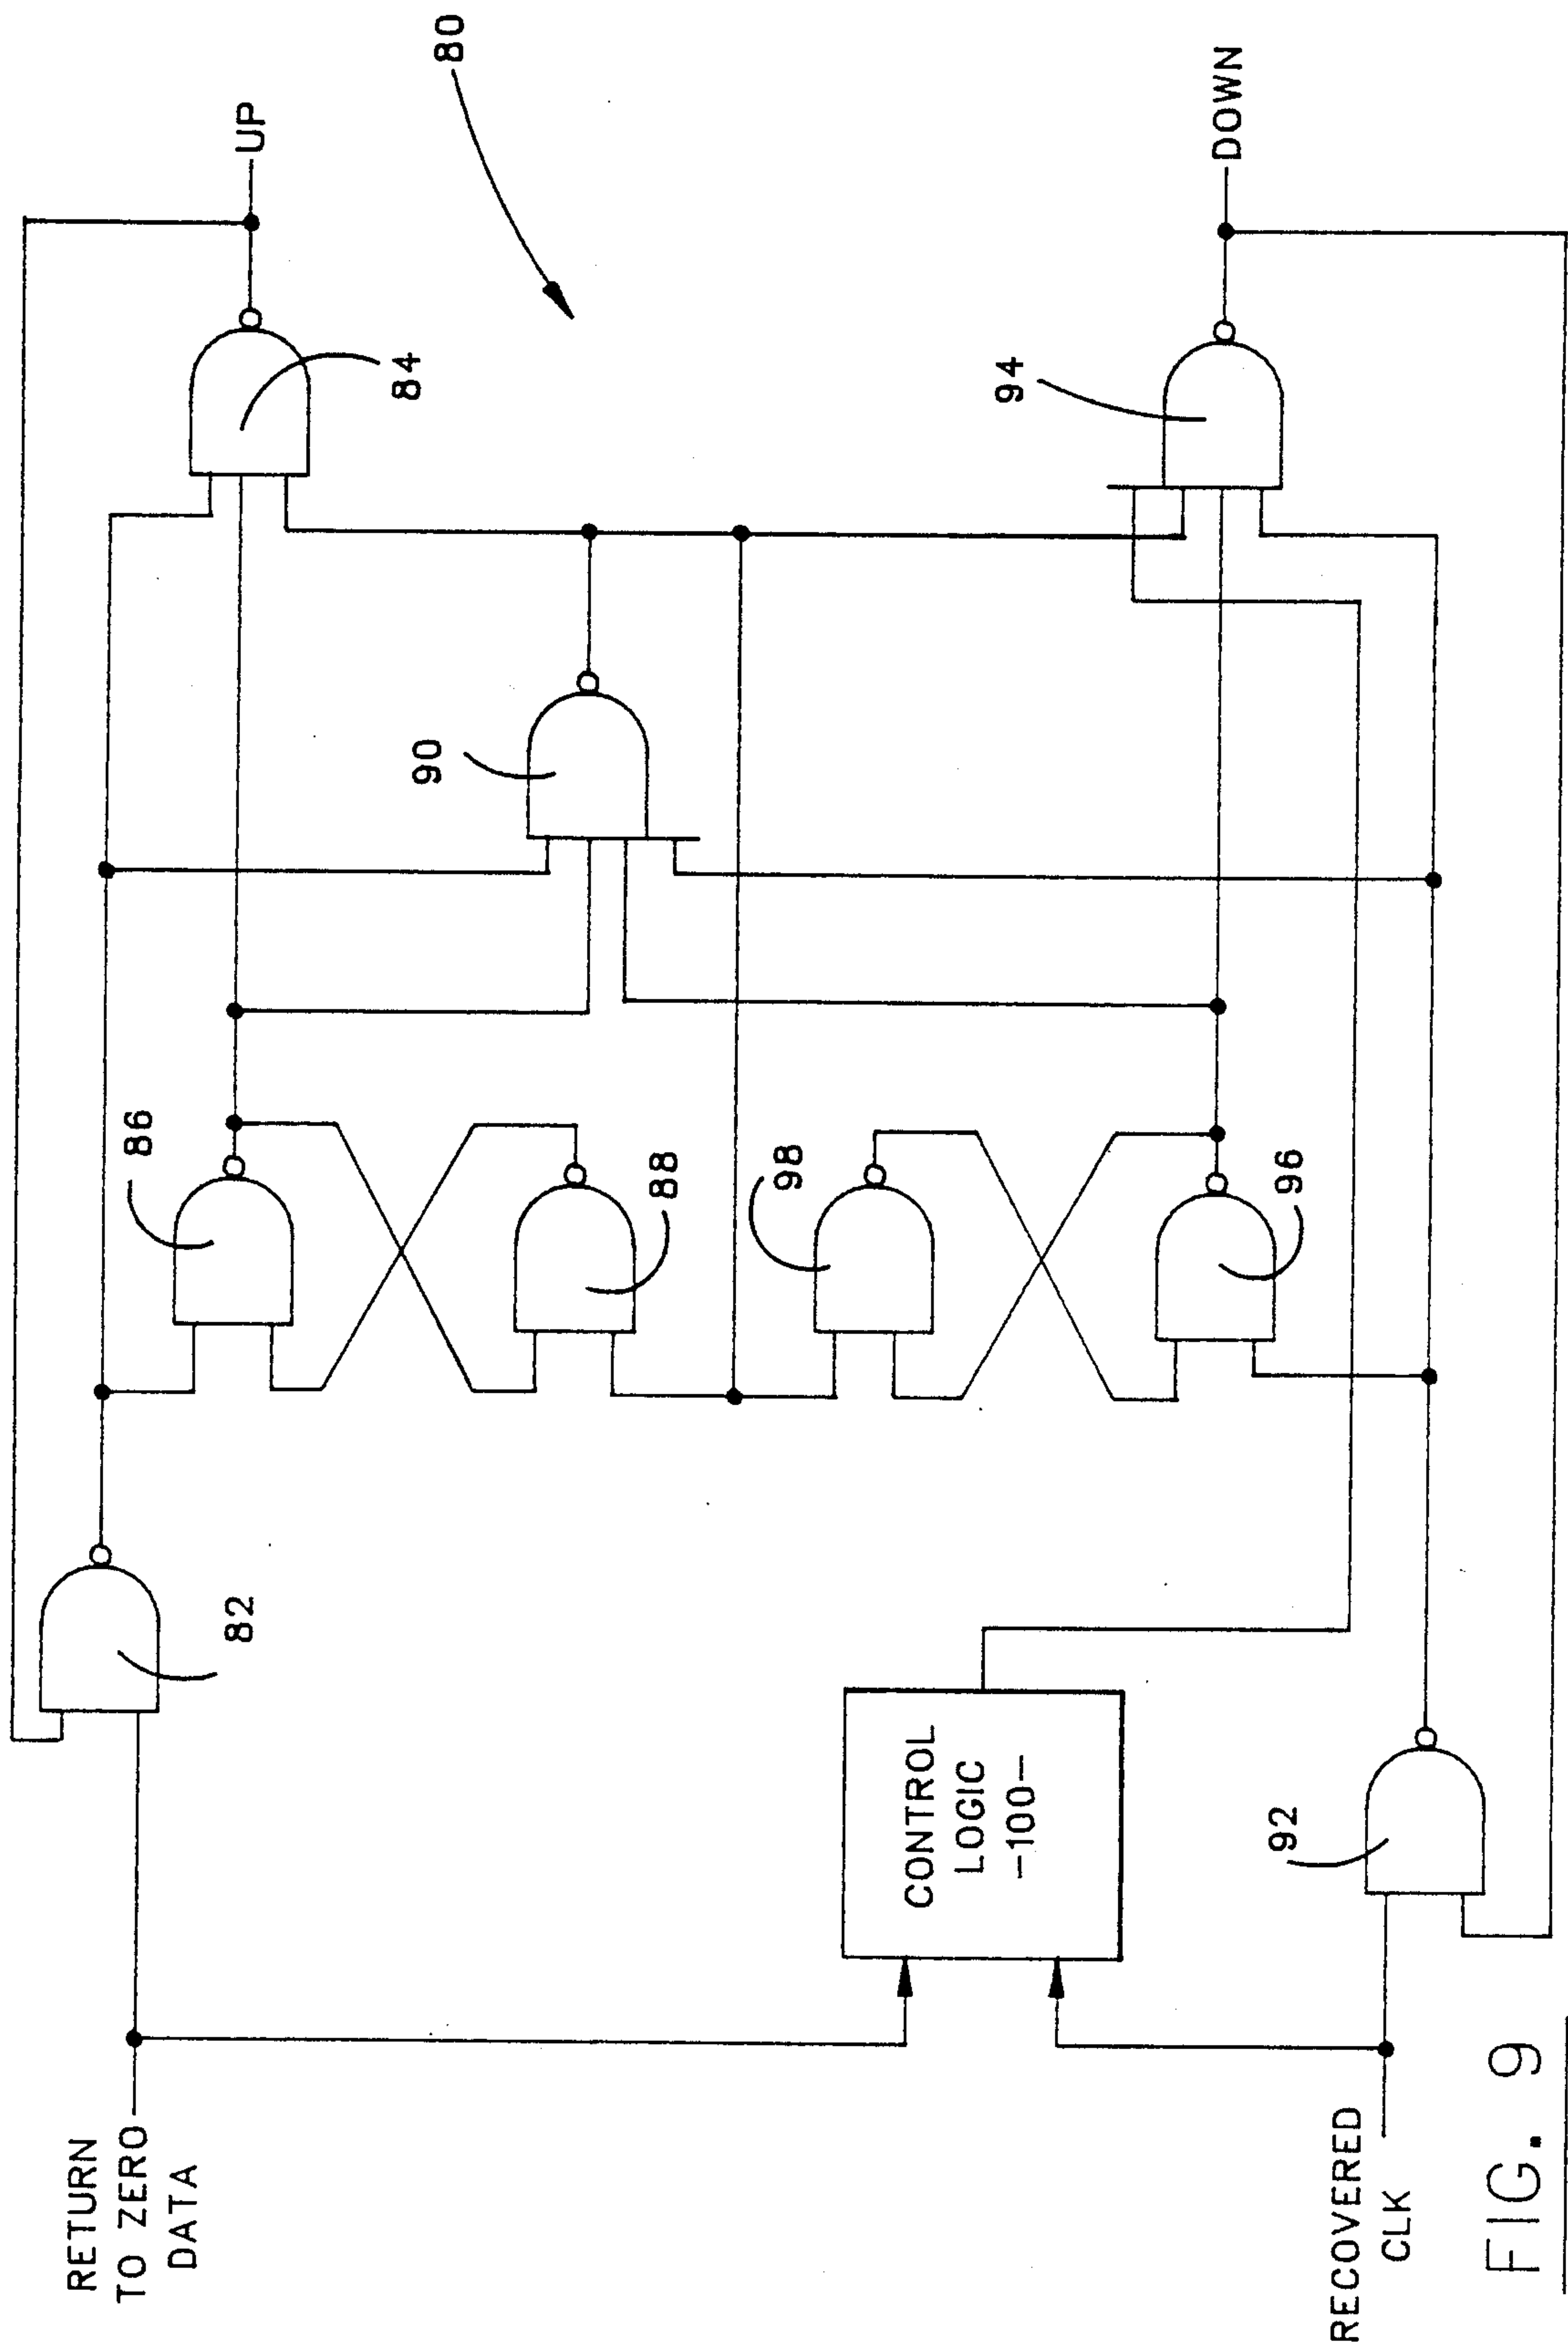 80
UP
84
DOWN
94
90
86
88
98
96
82
CONTROL
LOGIC
-100-
92
RETURN
TO ZERO
DATA
RECOVERED
CLK
FIG. 9